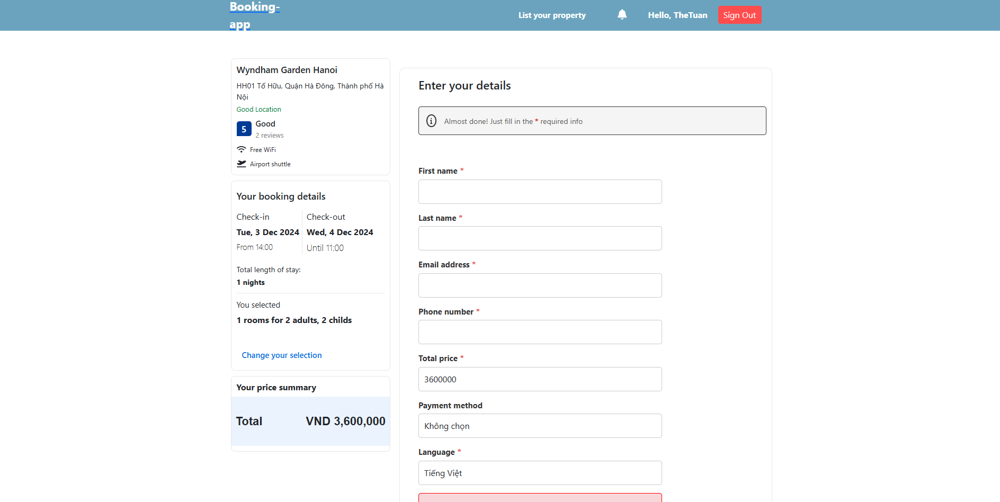 Booking-
app
List your property
Hello, TheTuan
Sign Out
Wyndham Garden Hanoi
HH01 Tố Hữu, Quận Hà Đông, Thành phố Hà
Nội
Good Location
5
Good
2 reviews
Free WiFi
Airport shuttle
Your booking details
Check-in
Tue, 3 Dec 2024
From 14:00
Check-out
Wed, 4 Dec 2024
Until 11:00
Total length of stay:
1 nights
You selected
1 rooms for 2 adults, 2 childs
Change your selection
Your price summary
Total VND 3,600,000
Enter your details
Almost done! Just fill in the * required info
First name *
Last name *
Email address *
Phone number *
Total price *
3600000
Payment method
Không chọn
Language *
Tiếng Việt